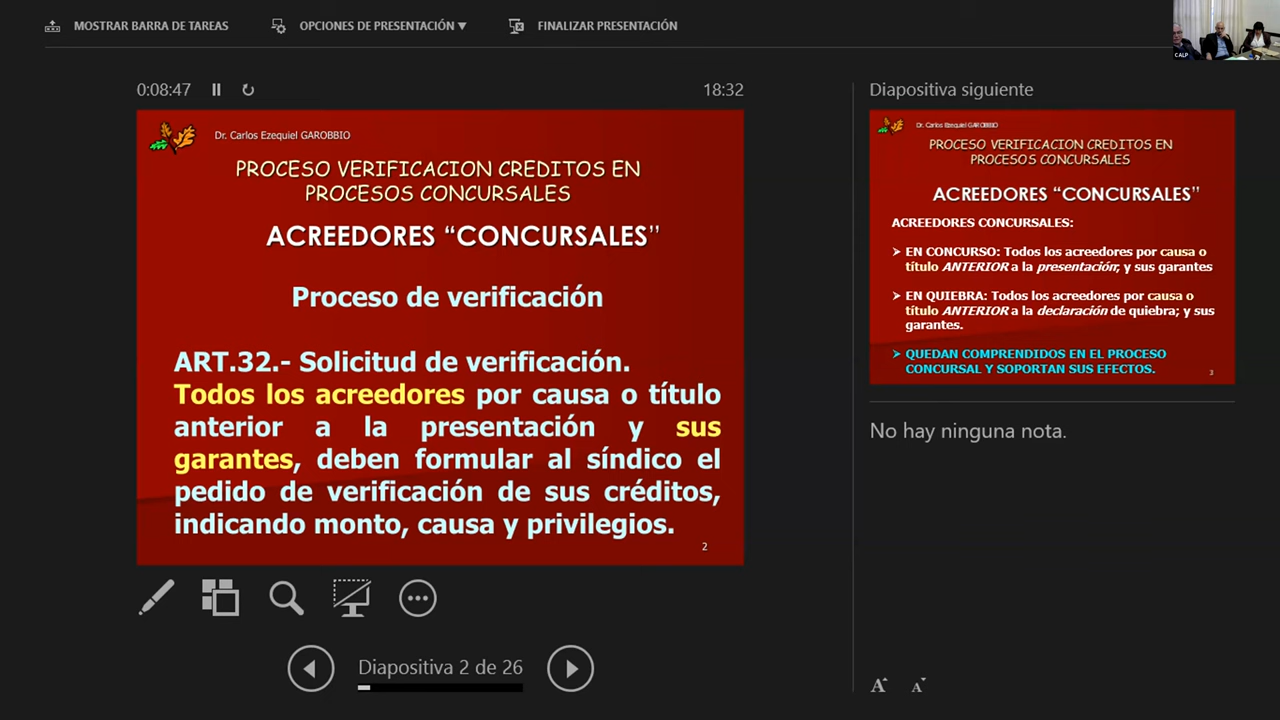 MOSTRAR BARRA DE TAREAS
OPCIONES DE PRESENTACIÓN ▼
FINALIZAR PRESENTACIÓN
CALP
0:08:47
18:32
Dr. Carlos Ezequiel GAROBBIO
PROCESO VERIFICACION CREDITOS EN
PROCESOS CONCURSALES
ACREEDORES “CONCURSALES”
Proceso de verificación
ART.32.- Solicitud de verificación.
Todos los acreedores por causa o título
anterior a la presentación y sus
garantes, deben formular al síndico el
pedido de verificación de sus créditos,
indicando monto, causa y privilegios.
2
Diapositiva 2 de 26
Diapositiva siguiente
Dr. Carlos Ezequiel GAROBBIO
PROCESO VERIFICACION CREDITOS EN
PROCESOS CONCURSALES
ACREEDORES “CONCURSALES”
ACREEDORES CONCURSALES:
➢ EN CONCURSO: Todos los acreedores por causa o
título ANTERIOR a la presentación; y sus garantes
➢ EN QUIEBRA: Todos los acreedores por causa o
título ANTERIOR a la declaración de quiebra; y sus
garantes.
➢ QUEDAN COMPRENDIDOS EN EL PROCESO
CONCURSAL Y SOPORTAN SUS EFECTOS.
3
No hay ninguna nota.
A A